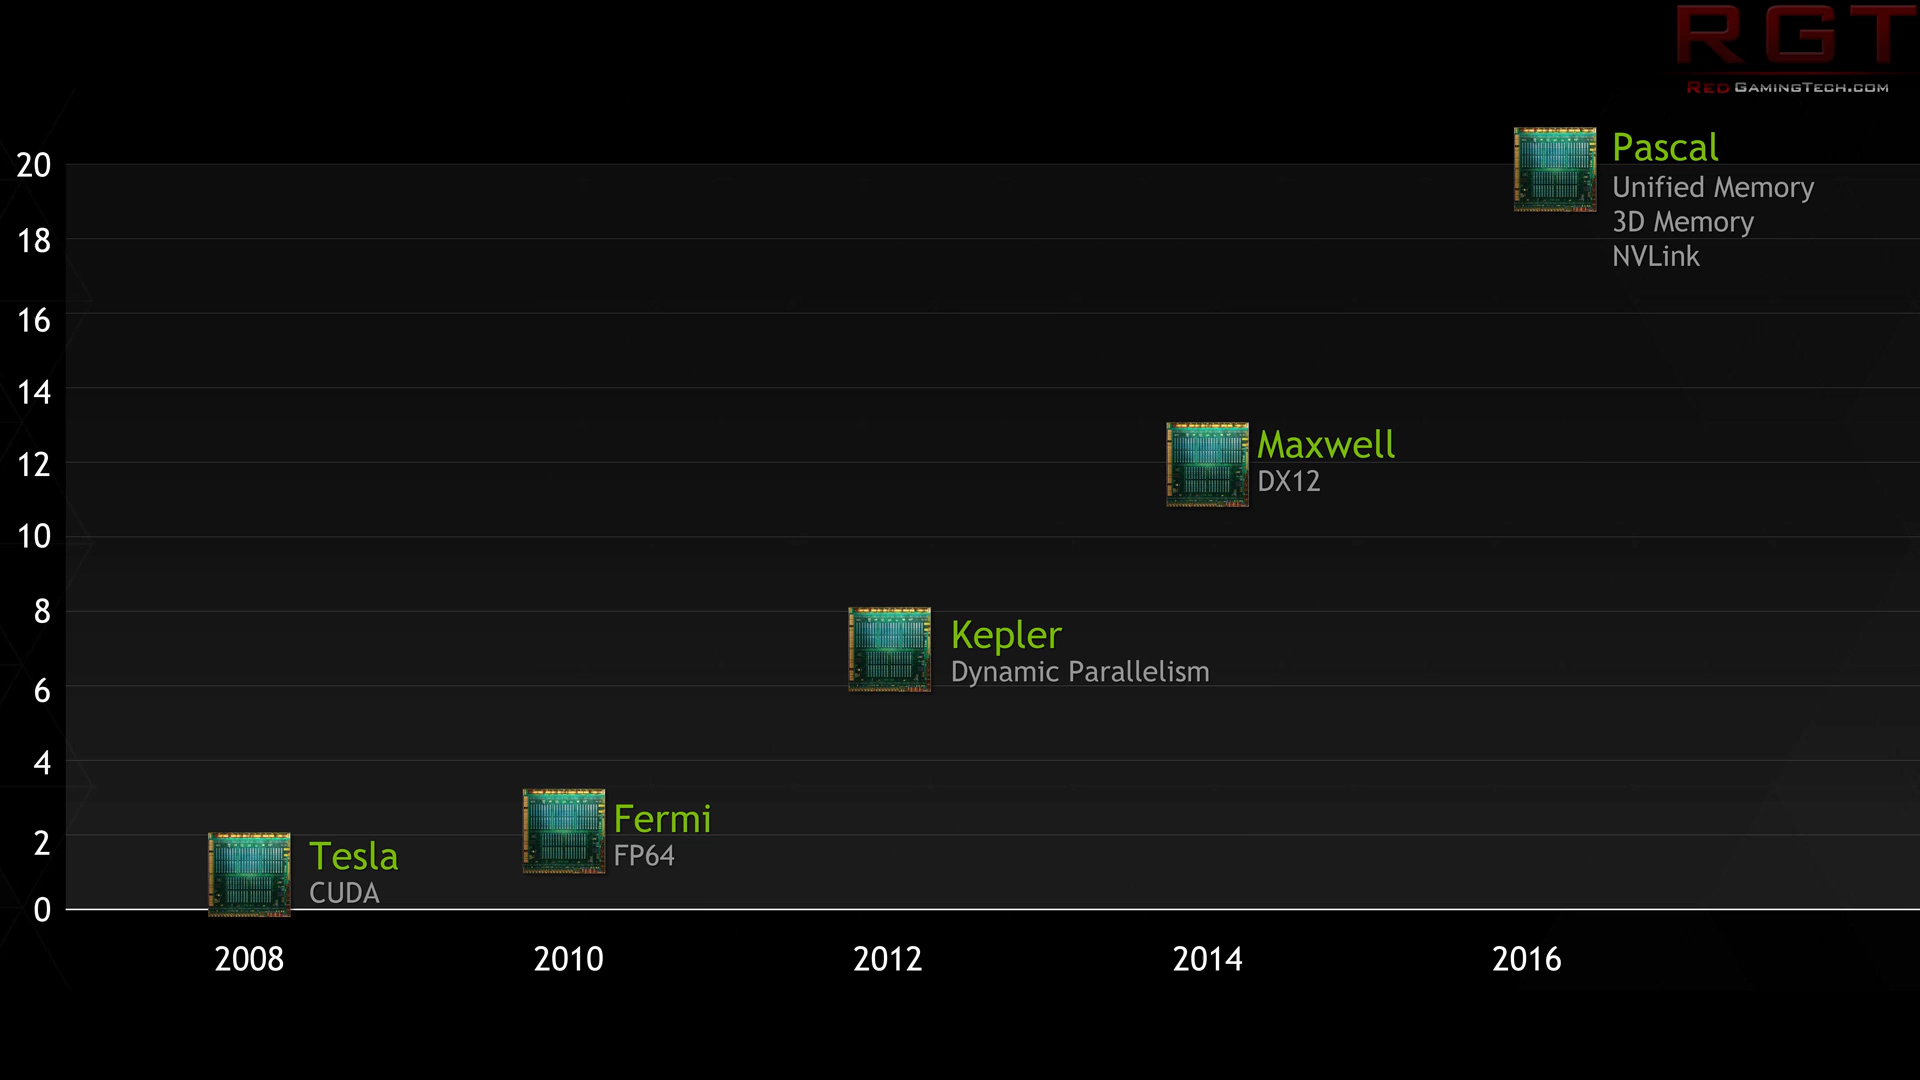 RGT
RED GAMINGTECH.COM
20
18
16
14
12
10
8
6
4
2
0
Pascal
Unified Memory
3D Memory
NVLink
Maxwell
DX12
Kepler
Dynamic Parallelism
Fermi
FP64
Tesla
CUDA
2008 2010 2012 2014 2016